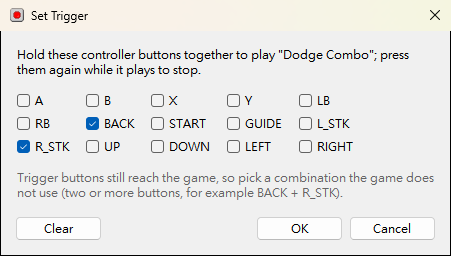 Set Trigger
Hold these controller buttons together to play "Dodge Combo"; press
them again while it plays to stop.
A B X Y LB
RB BACK START GUIDE L_STK
R_STK UP DOWN LEFT RIGHT
Trigger buttons still reach the game, so pick a combination the game does
not use (two or more buttons, for example BACK + R_STK).
Clear OK Cancel